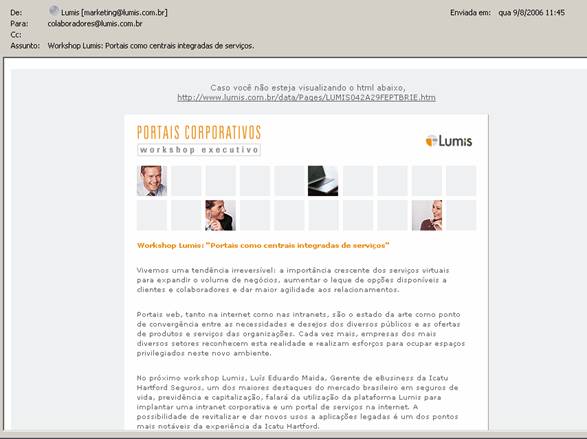 De: Lumis [marketing@lumis.com.br] Enviada em: qua 9/8/2006 11:45
Para: colaboradores@lumis.com.br
Cc:
Assunto: Workshop Lumis: Portais como centrais integradas de serviços.
Caso você não esteja visualizando o html abaixo,
http://www.lumis.com.br/data/Pages/LUMIS042A29FEPTBRIE.htm
PORTAIS CORPORATIVOS
workshop executivo
Lumis
Workshop Lumis: "Portais como centrais integradas de serviços"
Vivemos uma tendência irreversível: a importância crescente dos serviços virtuais
para expandir o volume de negócios, aumentar o leque de opções disponíveis a
clientes e colaboradores e dar maior agilidade aos relacionamentos.
Portais web, tanto na internet como nas intranets, são o estado da arte como ponto
de convergência entre as necessidades e desejos dos diversos públicos e as ofertas
de produtos e serviços das organizações. Cada vez mais, empresas dos mais
diversos setores reconhecem esta realidade e realizam esforços para ocupar espaços
privilegiados neste novo ambiente.
No próximo workshop Lumis, Luís Eduardo Maida, Gerente de eBusiness da Icatu
Hartford Seguros, um dos maiores destaques do mercado brasileiro em seguros de
vida, previdência e capitalização, falará da utilização da plataforma Lumis para
implantar uma intranet corporativa e um portal de serviços na internet. A
possibilidade de revitalizar e dar novos usos a aplicações legadas é um dos pontos
mais notáveis da experiência da Icatu Hartford.